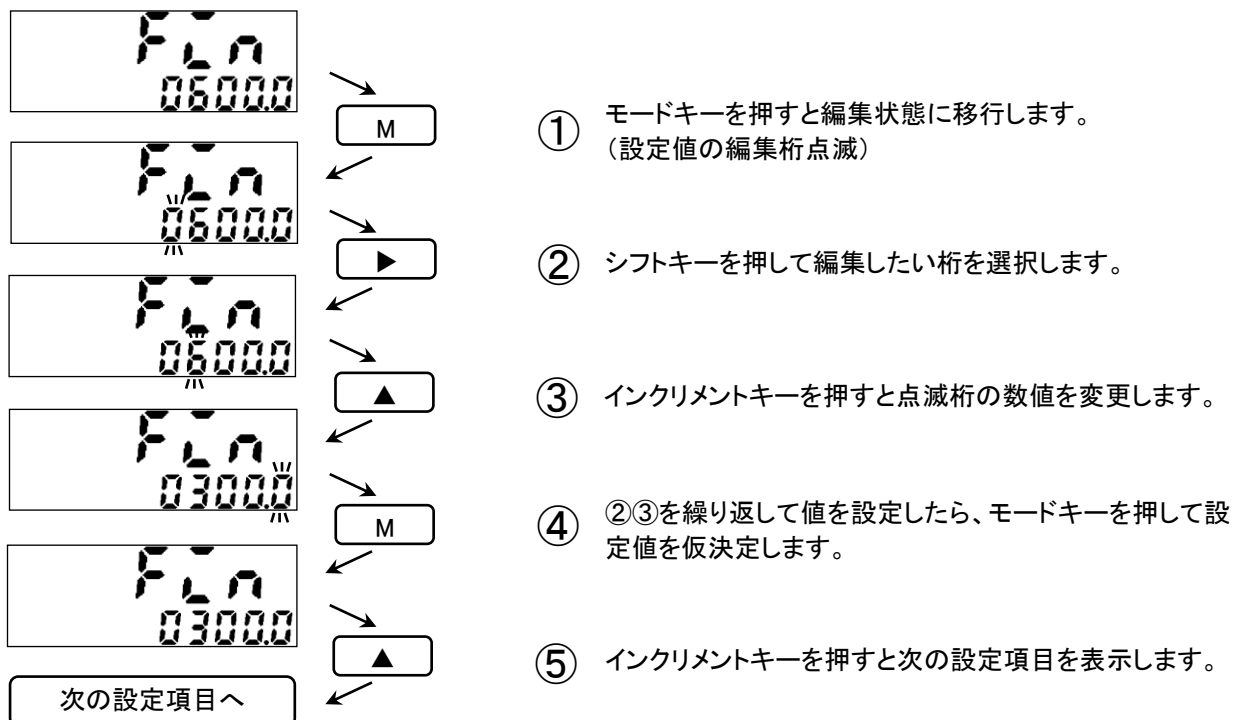 Fin
0600.0
M
① モードキーを押すと編集状態に移行します。
(設定値の編集桁点滅)
Fin
0600.0
▶
② シフトキーを押して編集したい桁を選択します。
Fin
0600.0
▲
③ インクリメントキーを押すと点滅桁の数値を変更します。
Fin
0300.0
M
④ ②③を繰り返して値を設定したら、モードキーを押して設
定値を仮決定します。
Fin
0300.0
▲
⑤ インクリメントキーを押すと次の設定項目を表示します。
次の設定項目へ